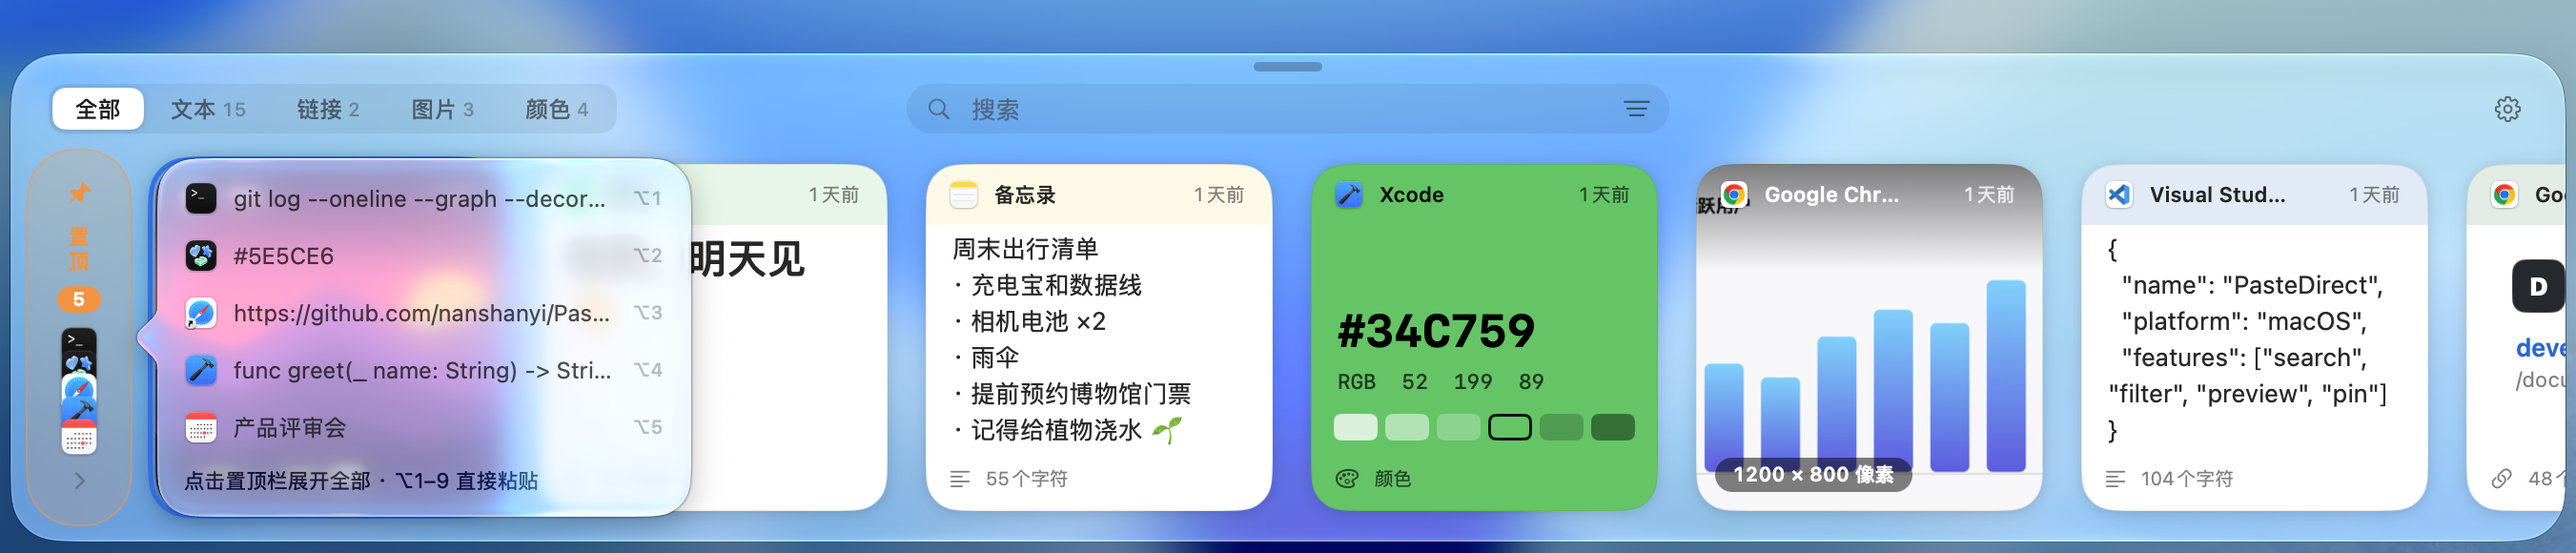 全部
文本 15
链接 2
图片 3
颜色 4
搜索
置顶
5
git log --oneline --graph --decor... ⌥1
#5E5CE6 ⌥2
https://github.com/nanshanyi/Pas... ⌥3
func greet(_ name: String) -> Stri... ⌥4
产品评审会 ⌥5
点击置顶栏展开全部 · ⌥1–9 直接粘贴
1天前
明天见
备忘录 1天前
周末出行清单
· 充电宝和数据线
· 相机电池 ×2
· 雨伞
· 提前预约博物馆门票
· 记得给植物浇水 🌱
55个字符
Xcode 1天前
#34C759
RGB 52 199 89
颜色
Google Chr... 1天前
跃用户
1200 × 800 像素
Visual Stud... 1天前
{
"name": "PasteDirect",
"platform": "macOS",
"features": ["search",
"filter", "preview", "pin"]
}
104个字符
Go
D
deve
/docu
48个